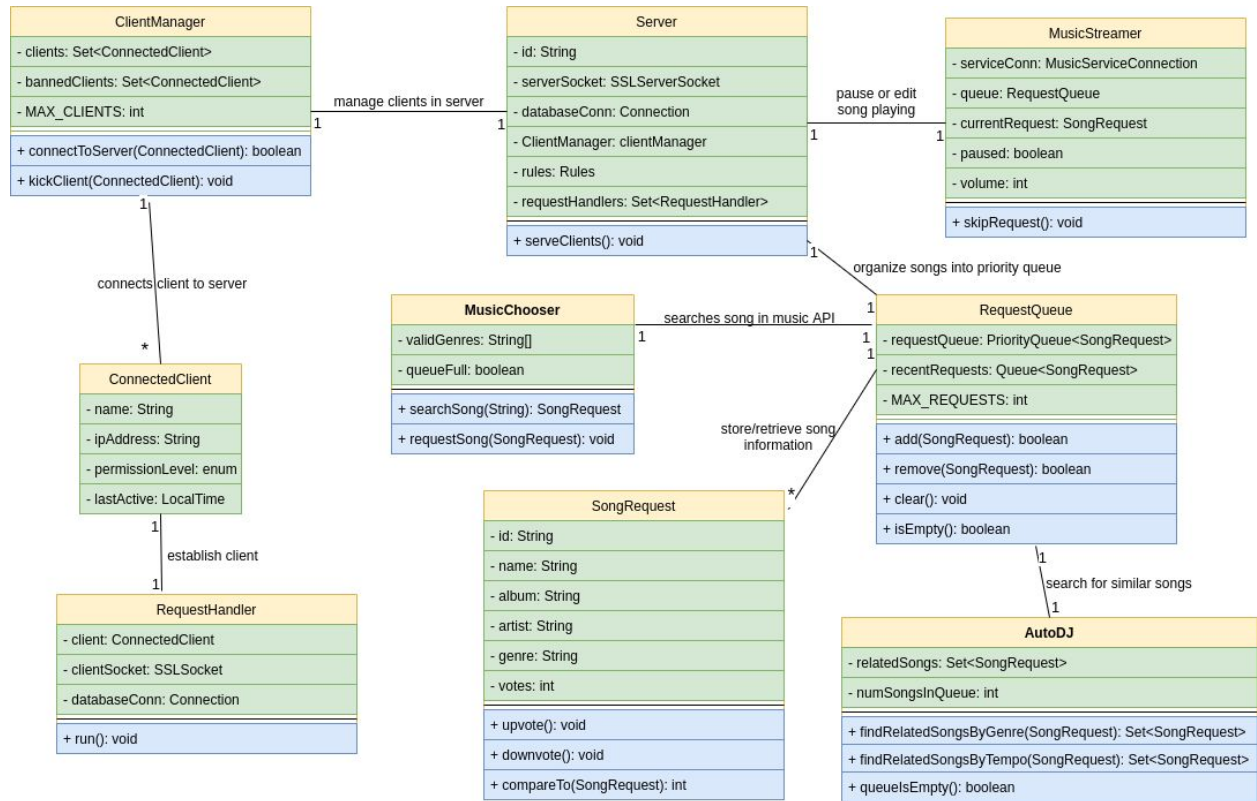 ClientManager
- clients: Set<ConnectedClient>
- bannedClients: Set<ConnectedClient>
- MAX_CLIENTS: int
+ connectToServer(ConnectedClient): boolean
+ kickClient(ConnectedClient): void
1
manage clients in server
1
1
Server
- id: String
- serverSocket: SSLServerSocket
- databaseConn: Connection
- ClientManager: clientManager
- rules: Rules
- requestHandlers: Set<RequestHandler>
+ serveClients(): void
pause or edit
song playing
1
1
MusicStreamer
- serviceConn: MusicServiceConnection
- queue: RequestQueue
- currentRequest: SongRequest
- paused: boolean
- volume: int
+ skipRequest(): void
1
organize songs into priority queue
1
connects client to server
*
MusicChooser
- validGenres: String[]
- queueFull: boolean
+ searchSong(String): SongRequest
+ requestSong(SongRequest): void
searches song in music API
1
1
1
RequestQueue
- requestQueue: PriorityQueue<SongRequest>
- recentRequests: Queue<SongRequest>
- MAX_REQUESTS: int
+ add(SongRequest): boolean
+ remove(SongRequest): boolean
+ clear(): void
+ isEmpty(): boolean
ConnectedClient
- name: String
- ipAddress: String
- permissionLevel: enum
- lastActive: LocalTime
1
establish client
1
store/retrieve song
information
*
RequestHandler
- client: ConnectedClient
- clientSocket: SSLSocket
- databaseConn: Connection
+ run(): void
SongRequest
- id: String
- name: String
- album: String
- artist: String
- genre: String
- votes: int
+ upvote(): void
+ downvote(): void
+ compareTo(SongRequest): int
1
search for similar songs
1
AutoDJ
- relatedSongs: Set<SongRequest>
- numSongsInQueue: int
+ findRelatedSongsByGenre(SongRequest): Set<SongRequest>
+ findRelatedSongsByTempo(SongRequest): Set<SongRequest>
+ queueIsEmpty(): boolean